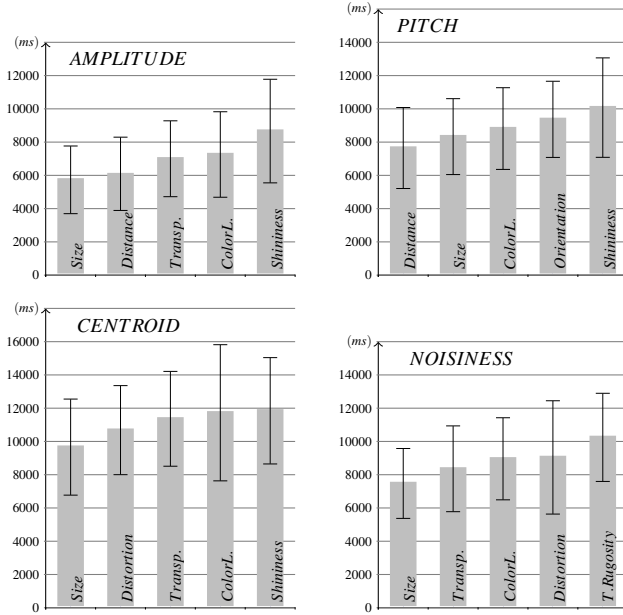 (ms)
AMPLITUDE
12000
10000
8000
6000
4000
2000
0
Size
Distance
Transp.
ColorL.
Shininess
(ms)
PITCH
14000
12000
10000
8000
6000
4000
2000
0
Distance
Size
ColorL.
Orientation
Shininess
(ms)
CENTROID
16000
14000
12000
10000
8000
6000
4000
2000
0
Size
Distortion
Transp.
ColorL.
Shininess
(ms)
NOISINESS
14000
12000
10000
8000
6000
4000
2000
0
Size
Transp.
ColorL.
Distortion
T.Rugosity